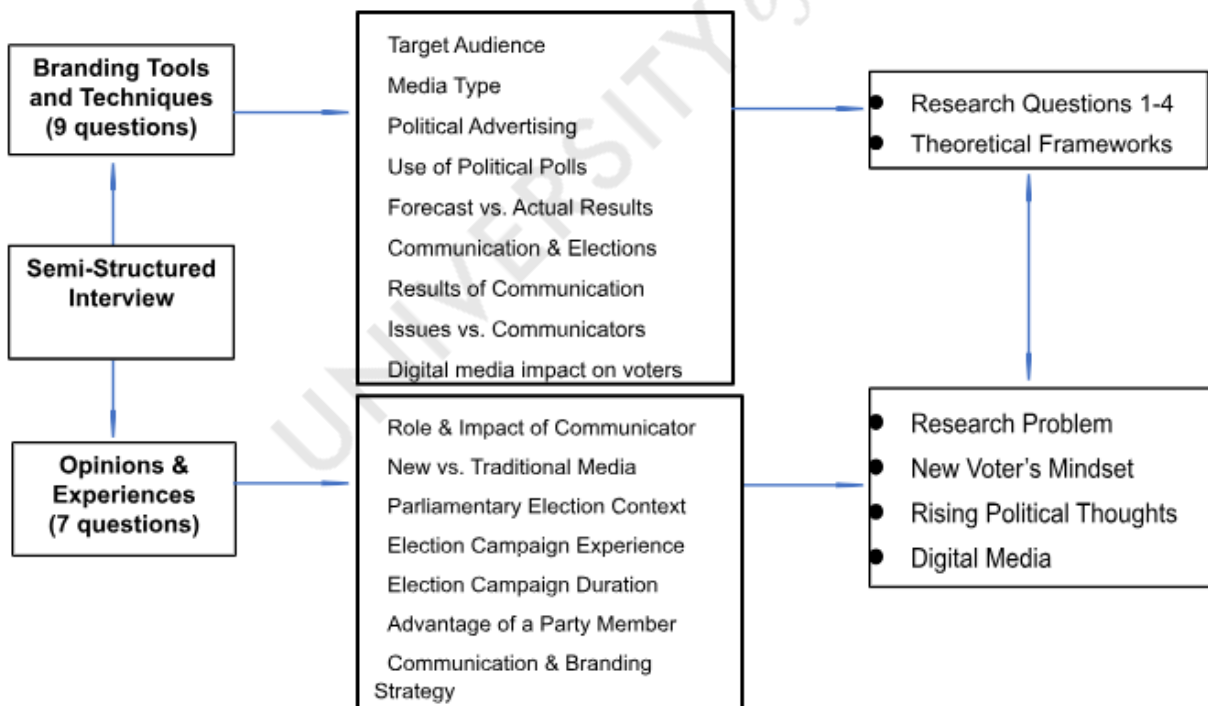 Branding Tools
and Techniques
(9 questions)
Semi-Structured
Interview
Opinions &
Experiences
(7 questions)
Target Audience
Media Type
Political Advertising
Use of Political Polls
Forecast vs. Actual Results
Communication & Elections
Results of Communication
Issues vs. Communicators
Digital media impact on voters
Role & Impact of Communicator
New vs. Traditional Media
Parliamentary Election Context
Election Campaign Experience
Election Campaign Duration
Advantage of a Party Member
Communication & Branding
Strategy
● Research Questions 1-4
● Theoretical Frameworks
● Research Problem
● New Voter’s Mindset
● Rising Political Thoughts
● Digital Media
UNIVERSITY of